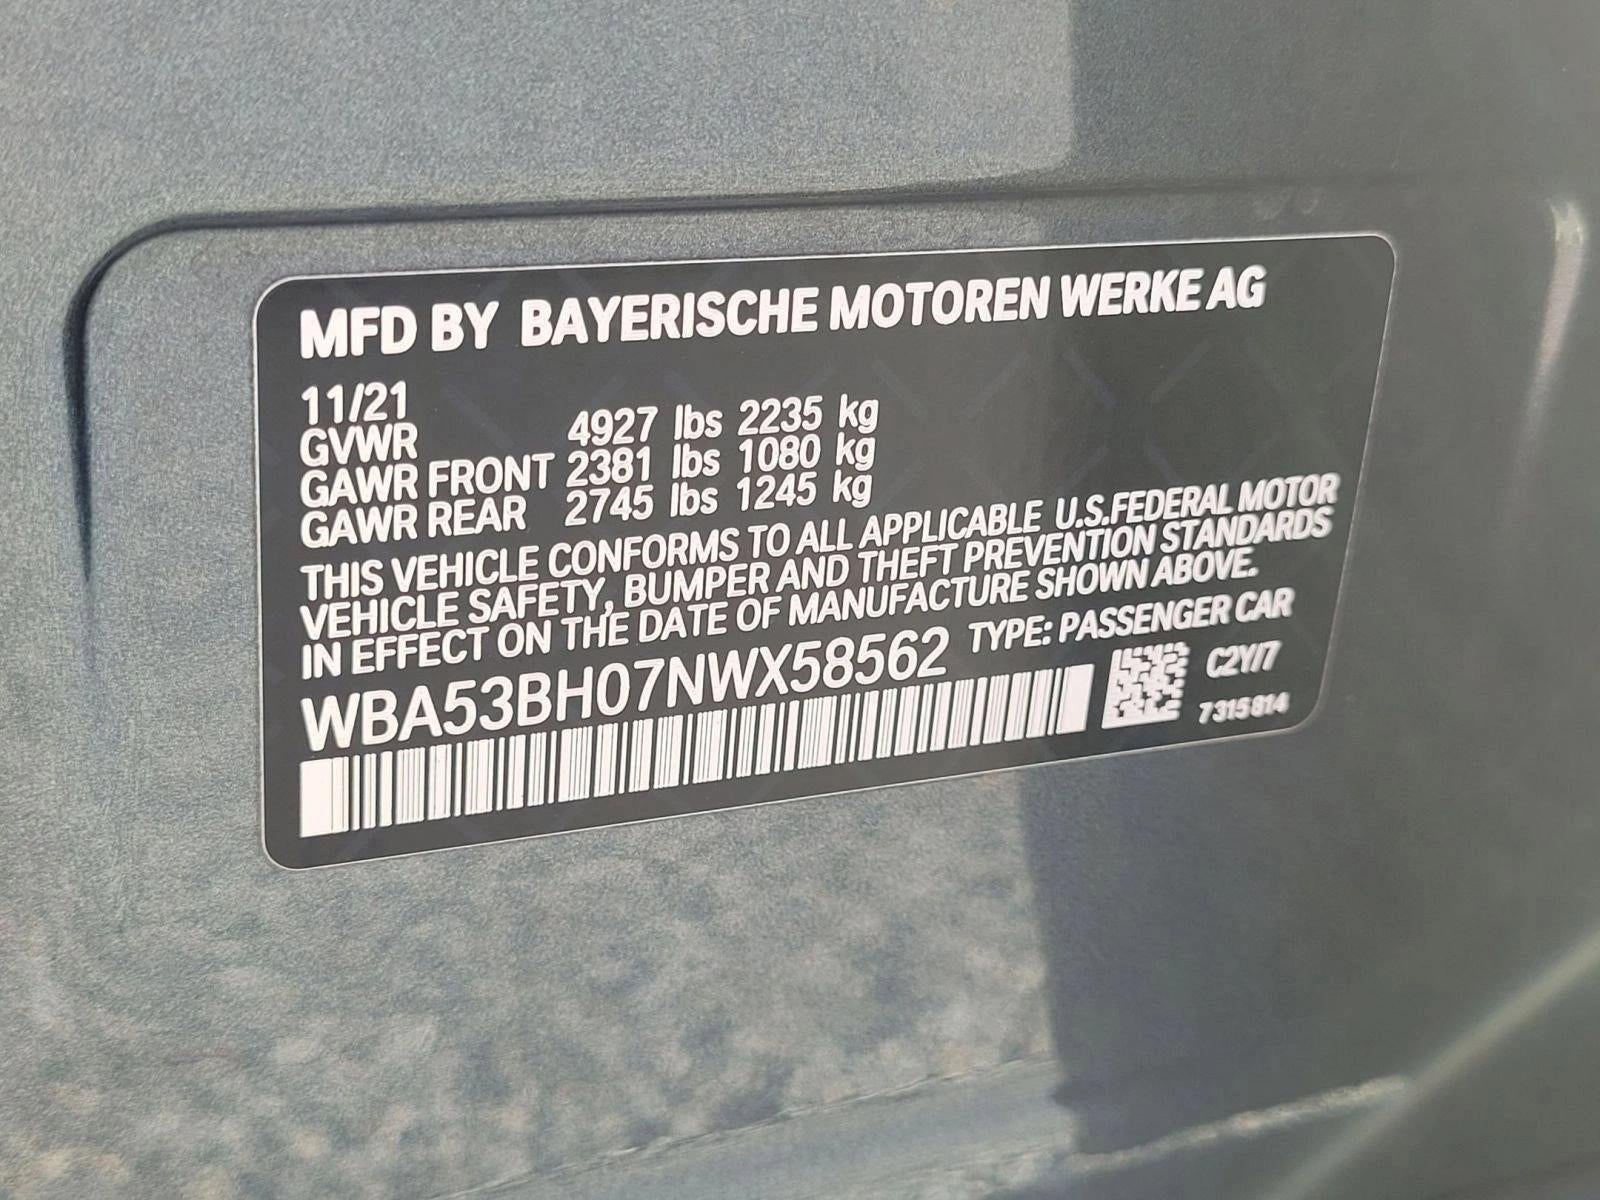 MFD BY BAYERISCHE MOTOREN WERKE AG
11/21
GVWR 4927 lbs 2235 kg
GAWR FRONT 2381 lbs 1080 kg
GAWR REAR 2745 lbs 1245 kg
THIS VEHICLE CONFORMS TO ALL APPLICABLE U.S.FEDERAL MOTOR
VEHICLE SAFETY, BUMPER AND THEFT PREVENTION STANDARDS
IN EFFECT ON THE DATE OF MANUFACTURE SHOWN ABOVE.
WBA53BH07NWX58562 TYPE: PASSENGER CAR
C2Y/7
7315814